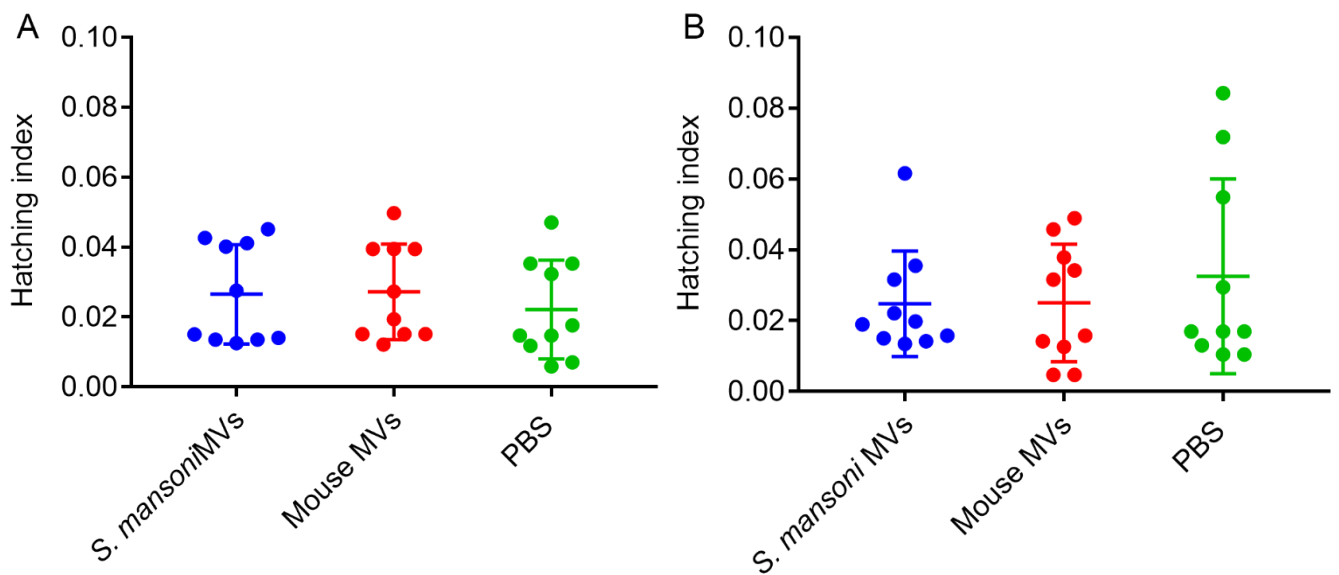 A
Hatching index
0.10
0.08
0.06
0.04
0.02
0.00
S. mansoniMVs
Mouse MVs
PBS
B
Hatching index
0.10
0.08
0.06
0.04
0.02
0.00
S. mansoni MVs
Mouse MVs
PBS